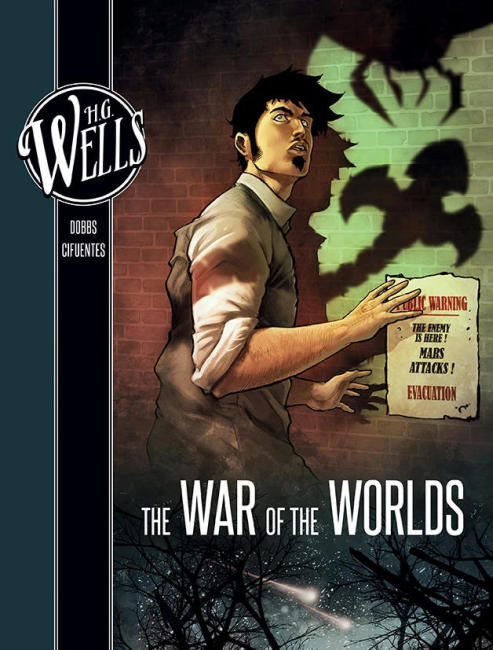 H.G.
WELLS
DOBBS
CIFUENTES
PUBLIC WARNING
THE ENEMY
IS HERE !
MARS
ATTACKS !
EVACUATION
THE WAR OF THE WORLDS